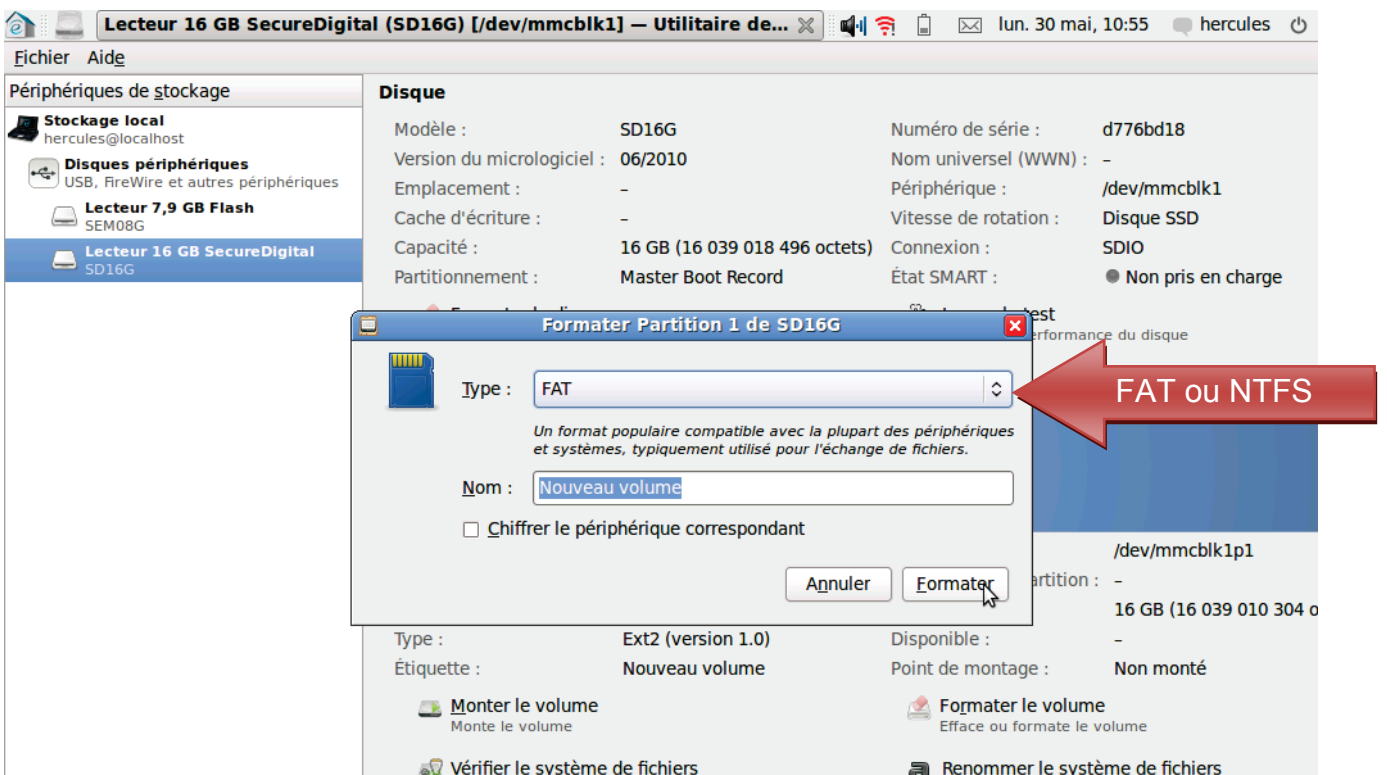 Lecteur 16 GB SecureDigital (SD16G) [/dev/mmcblk1] — Utilitaire de...
lun. 30 mai, 10:55
hercules
Fichier Aide
Périphériques de stockage
Stockage local
hercules@localhost
Disques périphériques
USB, FireWire et autres périphériques
Lecteur 7,9 GB Flash
SEM08G
Lecteur 16 GB SecureDigital
SD16G
Disque
Modèle : SD16G Numéro de série : d776bd18
Version du micrologiciel : 06/2010 Nom universel (WWN) : –
Emplacement : – Périphérique : /dev/mmcblk1
Cache d'écriture : – Vitesse de rotation : Disque SSD
Capacité : 16 GB (16 039 018 496 octets) Connexion : SDIO
Partitionnement : Master Boot Record État SMART : Non pris en charge
erformance du disque
Formater Partition 1 de SD16G
Type : FAT
FAT ou NTFS
Un format populaire compatible avec la plupart des périphériques
et systèmes, typiquement utilisé pour l'échange de fichiers.
Nom : Nouveau volume
Chiffrer le périphérique correspondant
Annuler Formater
/dev/mmcblk1p1
artition : –
16 GB (16 039 010 304 o
Type : Ext2 (version 1.0) Disponible : –
Étiquette : Nouveau volume Point de montage : Non monté
Monter le volume Formater le volume
Monte le volume Efface ou formate le volume
Vérifier le système de fichiers Renommer le système de fichiers